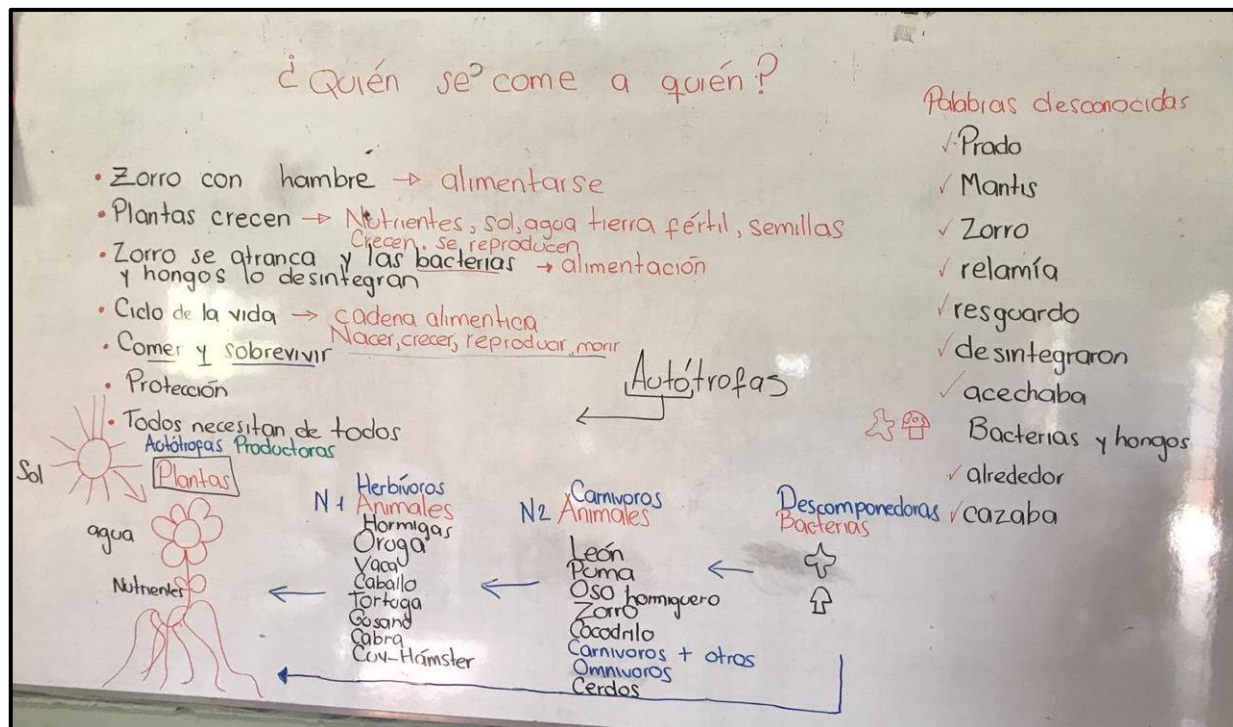 ¿Quién se come a quién?
• Zorro con hambre → alimentarse
• Plantas crecen → Nutrientes, sol, agua tierra fértil, semillas
Crecen, se reproducen
• Zorro se atranca y las bacterias → alimentación
y hongos lo desintegran
• Ciclo de la vida → cadena alimenticia
Nacer, crecer, reproducir, morir
• Comer y sobrevivir
• Protección
Autótrofas
• Todos necesitan de todos
Autótrofas Productoras
Plantas
Sol
agua
Nutrientes
N1 Herbívoros
Animales
Hormigas
Oruga
Vaca
Caballo
Tortuga
Gusano
Cabra
Cuy-Hámster
N2 Carnivoros
Animales
León
Puma
Oso hormiguero
Zorro
Cocodrilo
Carnivoros + otros
Omnivoros
Cerdos
Descomponedoras
Bacterias
Palabras desconocidas
✓ Prado
✓ Mantis
✓ Zorro
✓ relamía
✓ resguardo
✓ desintegraron
✓ acechaba
Bacterias y hongos
✓ alrededor
✓ cazaba